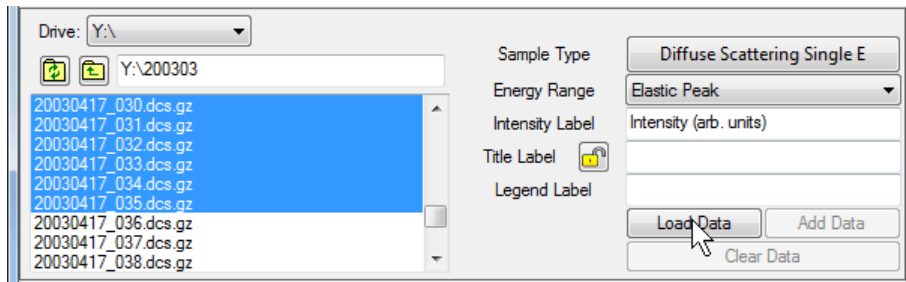 Drive: Y:\
Y:\200303
20030417_030.dcs.gz
20030417_031.dcs.gz
20030417_032.dcs.gz
20030417_033.dcs.gz
20030417_034.dcs.gz
20030417_035.dcs.gz
20030417_036.dcs.gz
20030417_037.dcs.gz
20030417_038.dcs.gz
Sample Type Diffuse Scattering Single E
Energy Range Elastic Peak
Intensity Label Intensity (arb. units)
Title Label
Legend Label
Load Data Add Data
Clear Data